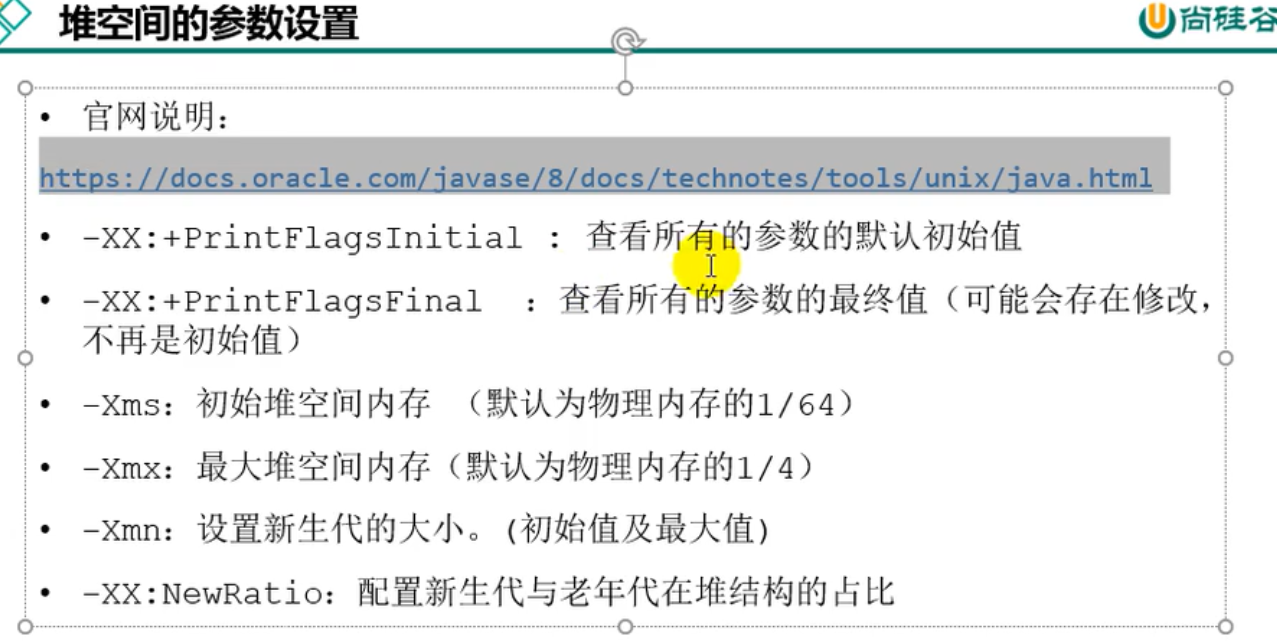 堆空间的参数设置
尚硅谷
• 官网说明：
https://docs.oracle.com/javase/8/docs/technotes/tools/unix/java.html
• -XX:+PrintFlagsInitial : 查看所有的参数的默认初始值
• -XX:+PrintFlagsFinal ：查看所有的参数的最终值（可能会存在修改，
不再是初始值）
• -Xms：初始堆空间内存 （默认为物理内存的1/64）
• -Xmx：最大堆空间内存（默认为物理内存的1/4）
• -Xmn：设置新生代的大小。(初始值及最大值)
• -XX:NewRatio：配置新生代与老年代在堆结构的占比